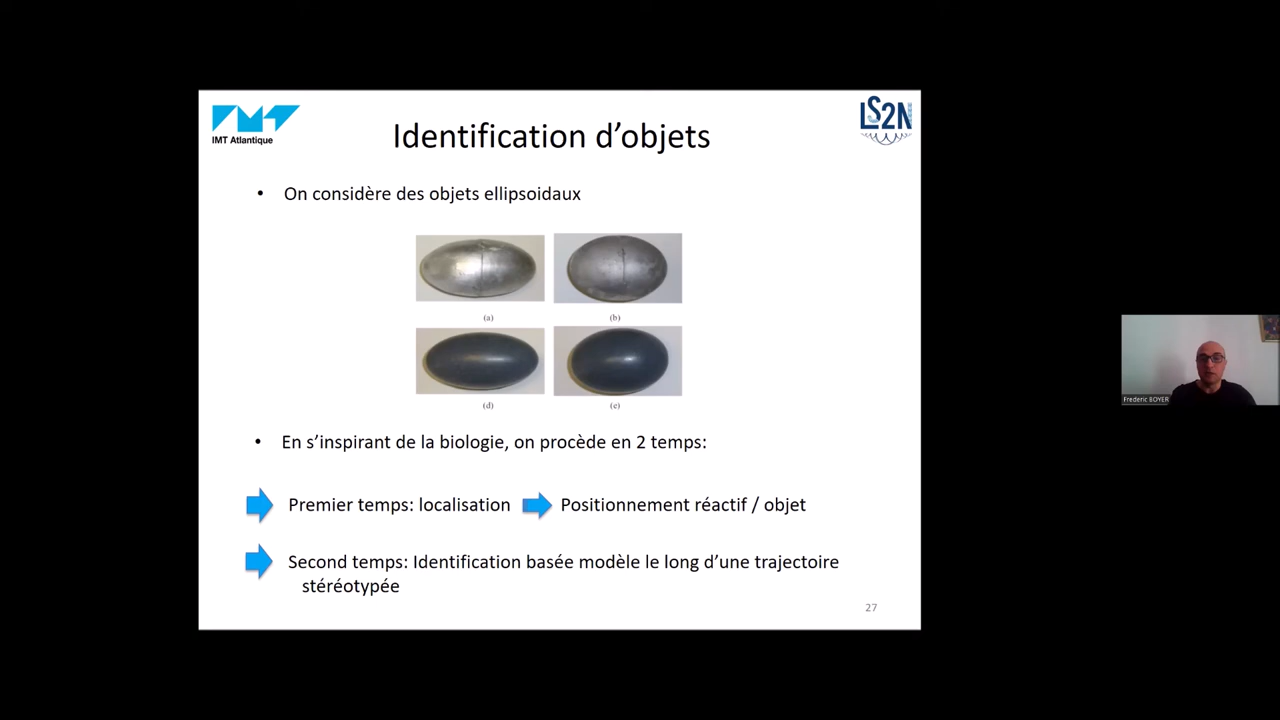 IMT Atlantique
LS2N
Identification d'objets
• On considère des objets ellipsoidaux
(a)
(b)
(d)
(e)
• En s'inspirant de la biologie, on procède en 2 temps:
Premier temps: localisation
Positionnement réactif / objet
Second temps: Identification basée modèle le long d'une trajectoire
stéréotypée
27
Frederic BOYER